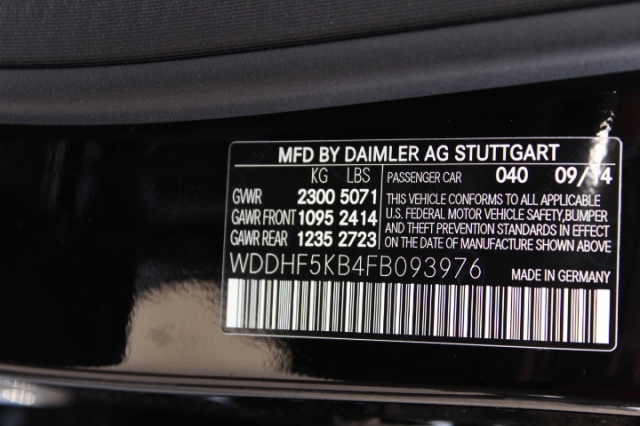 MFD BY DAIMLER AG STUTTGART
KG LBS
GVWR 2300 5071
GAWR FRONT 1095 2414
GAWR REAR 1235 2723
PASSENGER CAR 040 09/14
THIS VEHICLE CONFORMS TO ALL APPLICABLE
U.S. FEDERAL MOTOR VEHICLE SAFETY,BUMPER
AND THEFT PREVENTION STANDARDS IN EFFECT
ON THE DATE OF MANUFACTURE SHOWN ABOVE
WDDHF5KB4FB093976 MADE IN GERMANY